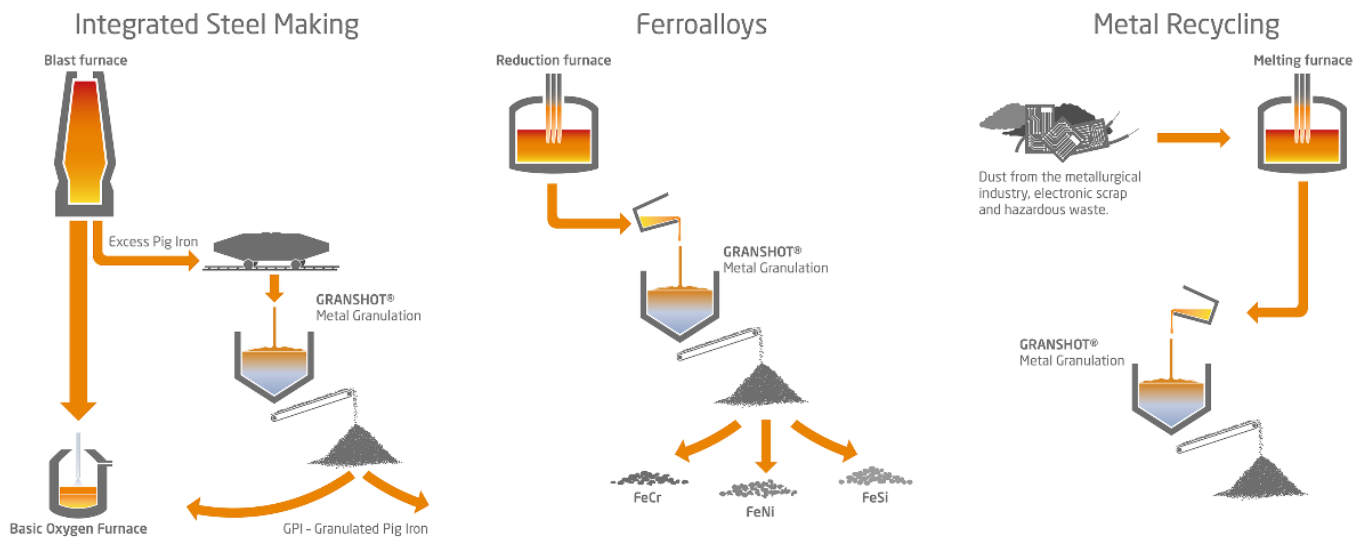 Integrated Steel Making
Blast furnace
Excess Pig Iron
GRANSHOT®
Metal Granulation
Basic Oxygen Furnace
GPI – Granulated Pig Iron
Ferroalloys
Reduction furnace
GRANSHOT®
Metal Granulation
FeCr
FeNi
FeSi
Metal Recycling
Melting furnace
Dust from the metallurgical
industry, electronic scrap
and hazardous waste.
GRANSHOT®
Metal Granulation